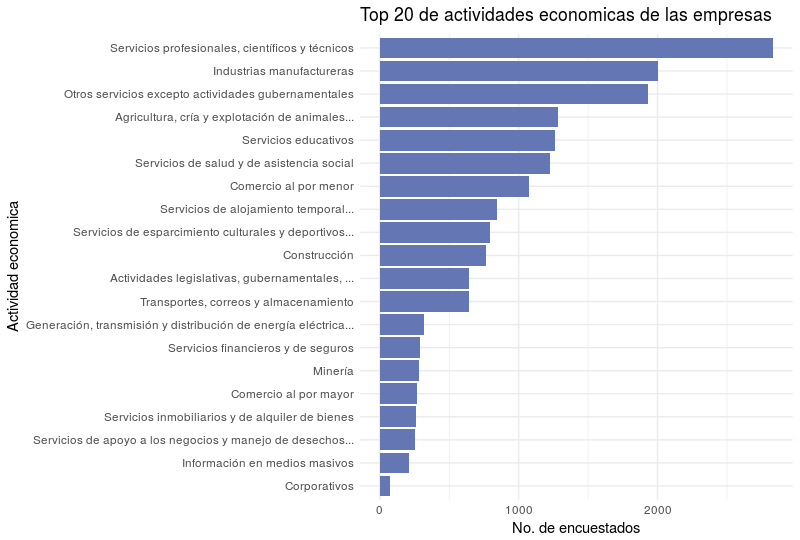 Top 20 de actividades economicas de las empresas
Servicios profesionales, científicos y técnicos
Industrias manufactureras
Otros servicios excepto actividades gubernamentales
Agricultura, cría y explotación de animales...
Servicios educativos
Servicios de salud y de asistencia social
Comercio al por menor
Servicios de alojamiento temporal...
Servicios de esparcimiento culturales y deportivos...
Construcción
Actividades legislativas, gubernamentales, ...
Transportes, correos y almacenamiento
Generación, transmisión y distribución de energía eléctrica...
Servicios financieros y de seguros
Minería
Comercio al por mayor
Servicios inmobiliarios y de alquiler de bienes
Servicios de apoyo a los negocios y manejo de desechos...
Información en medios masivos
Corporativos
Actividad economica
0 1000 2000
No. de encuestados